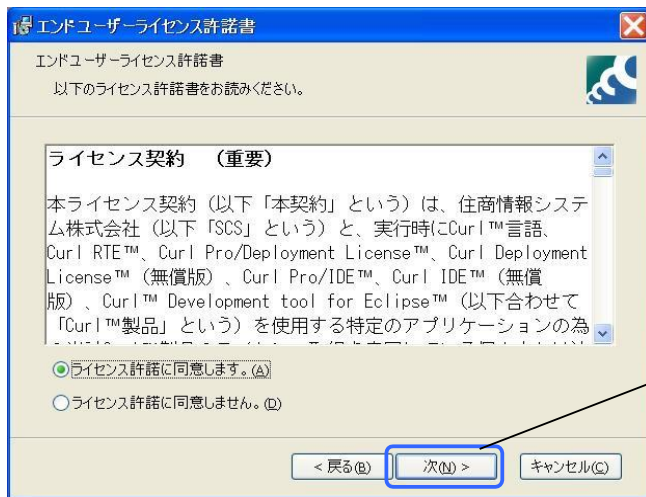 エンドユーザーライセンス許諾書
エンドユーザーライセンス許諾書
以下のライセンス許諾書をお読みください。
ライセンス契約 （重要）
本ライセンス契約（以下「本契約」という）は、住商情報システ
ム株式会社（以下「SCS」という）と、実行時にCurl™言語、
Curl RTE™、Curl Pro/Deployment License™、Curl Deployment
License™（無償版）、Curl Pro/IDE™、Curl IDE™（無償
版）、Curl™ Development tool for Eclipse™（以下合わせて
「Curl™製品」という）を使用する特定のアプリケーションの為
ライセンス許諾に同意します。(A)
ライセンス許諾に同意しません。(D)
< 戻る(B) 次(N) > キャンセル(C)